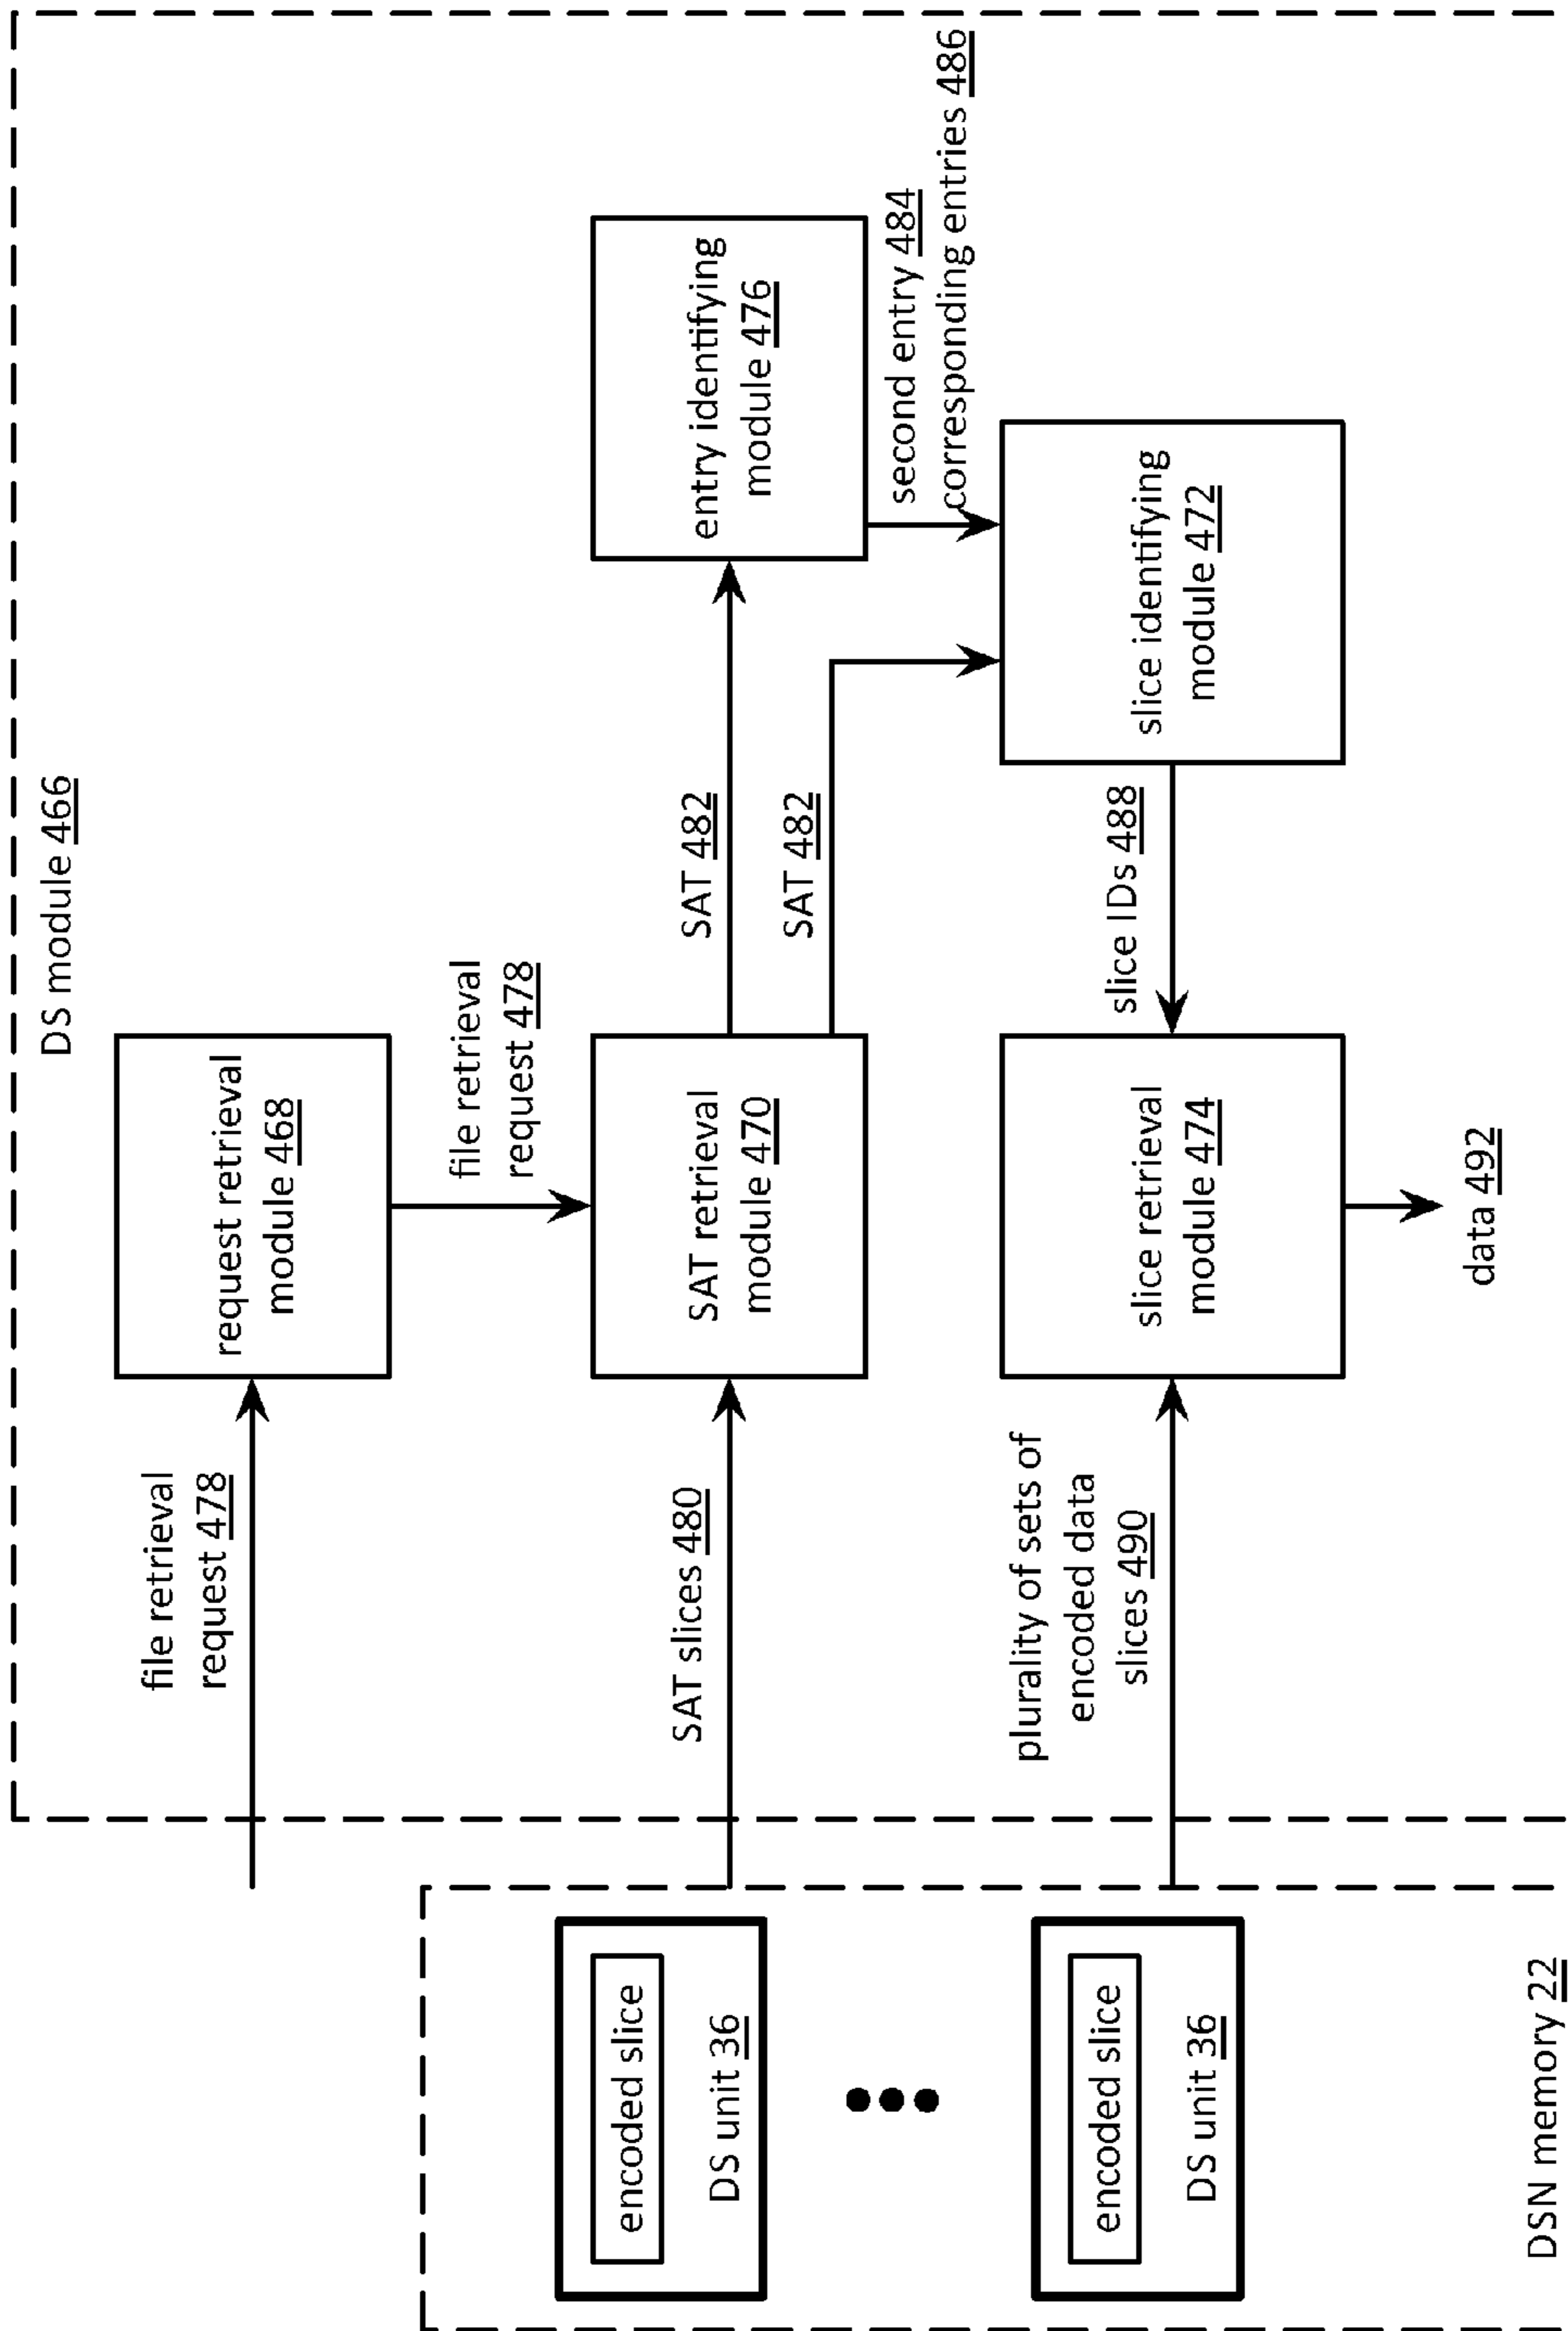 DS module 466
file retrieval
request 478
request retrieval
module 468
file retrieval
request 478
SAT slices 480
SAT retrieval
module 470
SAT 482
SAT 482
entry identifying
module 476
second entry 484
corresponding entries 486
plurality of sets of
encoded data
slices 490
slice retrieval
module 474
slice IDs 488
slice identifying
module 472
data 492
encoded slice
DS unit 36
encoded slice
DS unit 36
DSN memory 22